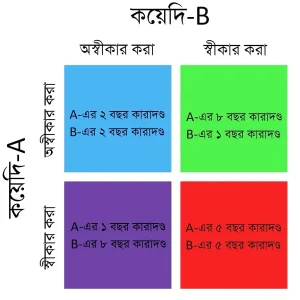 কয়েদি-B
অস্বীকার করা স্বীকার করা
কয়েদি-A
অস্বীকার করা
A-এর ২ বছর কারাদণ্ড
B-এর ২ বছর কারাদণ্ড
A-এর ৮ বছর কারাদণ্ড
B-এর ১ বছর কারাদণ্ড
স্বীকার করা
A-এর ১ বছর কারাদণ্ড
B-এর ৮ বছর কারাদণ্ড
A-এর ৫ বছর কারাদণ্ড
B-এর ৫ বছর কারাদণ্ড